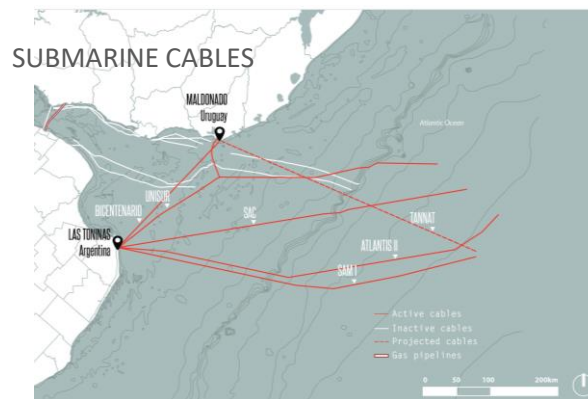 SUBMARINE CABLES
MALDONADO
Uruguay
Atlantic Ocean
UNISUR
BICENTENARIO
SAC
TANNAT
LAS TONINAS
Argentina
ATLANTIS II
SAM I
Active cables
Inactive cables
Projected cables
Gas pipelines
0 50 100 200km